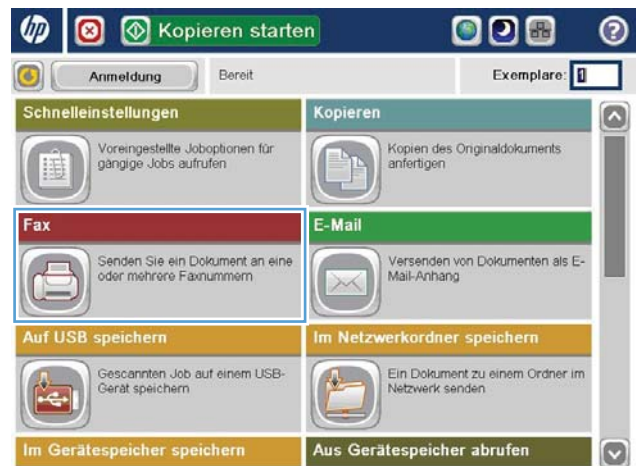 hp
Kopieren starten
?
Anmeldung
Bereit
Exemplare: 1
Schnelleinstellungen
Voreingestellte Joboptionen für
gängige Jobs aufrufen
Kopieren
Kopien des Originaldokuments
anfertigen
Fax
Senden Sie ein Dokument an eine
oder mehrere Faxnummern
E-Mail
Versenden von Dokumenten als E-
Mail-Anhang
Auf USB speichern
Gescannten Job auf einem USB-
Gerät speichern
Im Netzwerkordner speichern
Ein Dokument zu einem Ordner im
Netzwerk senden
Im Gerätespeicher speichern
Aus Gerätespeicher abrufen